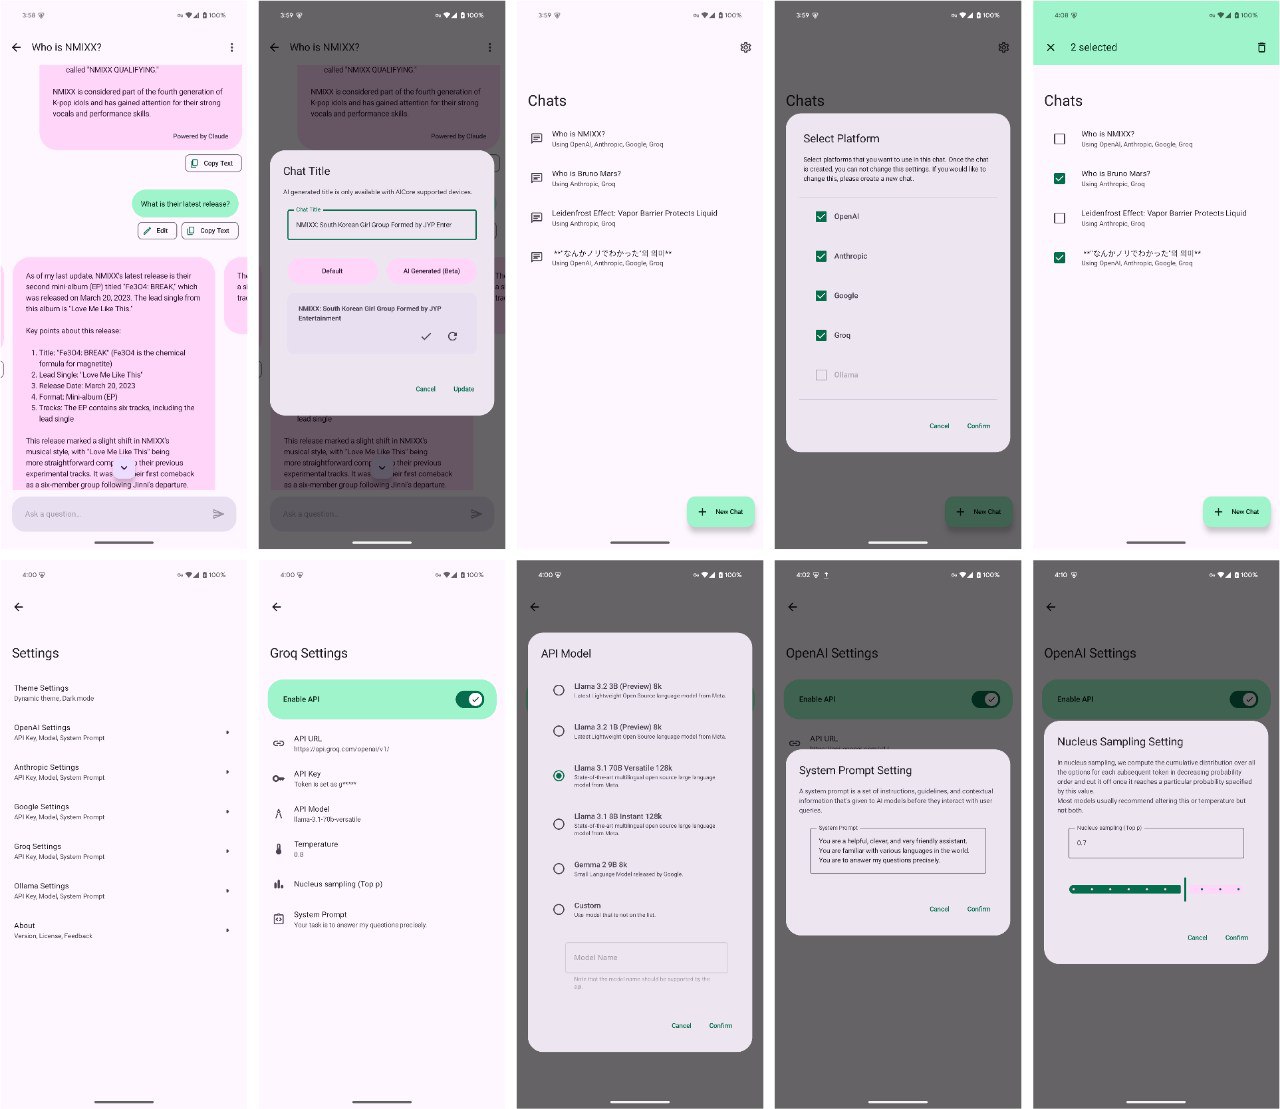 3:58
100%
Who is NMIXX?
called "NMIXX QUALIFYING."
NMIXX is considered part of the fourth generation of
K-pop idols and has gained attention for their strong
vocals and performance skills.
Powered by Claude
Copy Text
What is their latest release?
Edit
Copy Text
As of my last update, NMIXX's latest release is their
second mini-album (EP) titled "Fe3O4: BREAK," which
was released on March 20, 2023. The lead single from
this album is "Love Me Like This."
Key points about this release:
1. Title: "Fe3O4: BREAK" (Fe3O4 is the chemical
formula for magnetite)
2. Lead Single: "Love Me Like This"
3. Release Date: March 20, 2023
4. Format: Mini-album (EP)
5. Tracks: The EP contains six tracks, including the
lead single
This release marked a slight shift in NMIXX's
musical style, with "Love Me Like This" being
more straightforward comp to their previous
experimental tracks. It was their first comeback
as a six-member group following Jinni's departure.
Ask a question...
3:59
100%
Who is NMIXX?
Chat Title
AI generated title is only available with AICore supported devices.
Chat Title
NMIXX: South Korean Girl Group Formed by JYP Enter
Default
AI Generated (Beta)
NMIXX: South Korean Girl Group Formed by JYP
Entertainment
Cancel
Update
Ask a question...
3:59
100%
Chats
Who is NMIXX?
Using OpenAI, Anthropic, Google, Groq
Who is Bruno Mars?
Using Anthropic, Groq
Leidenfrost Effect: Vapor Barrier Protects Liquid
Using Anthropic, Groq
**"なんかノリでわかった"의 의미**
Using OpenAI, Anthropic, Google, Groq
New Chat
3:59
100%
Chats
Select Platform
Select platforms that you want to use in this chat. Once the chat
is created, you can not change this settings. If you would like to
change this, please create a new chat.
OpenAI
Anthropic
Google
Groq
Ollama
Cancel
Confirm
New Chat
4:08
100%
2 selected
Chats
Who is NMIXX?
Using OpenAI, Anthropic, Google, Groq
Who is Bruno Mars?
Using Anthropic, Groq
Leidenfrost Effect: Vapor Barrier Protects Liquid
Using Anthropic, Groq
**"なんかノリでわかった"의 의미**
Using OpenAI, Anthropic, Google, Groq
New Chat
4:00
100%
Settings
Theme Settings
Dynamic theme, Dark mode
OpenAI Settings
API Key, Model, System Prompt
Anthropic Settings
API Key, Model, System Prompt
Google Settings
API Key, Model, System Prompt
Groq Settings
API Key, Model, System Prompt
Ollama Settings
API Key, Model, System Prompt
About
Version, License, Feedback
4:00
100%
Groq Settings
Enable API
API URL
https://api.groq.com/openai/v1/
API Key
Token is set as g*****
API Model
llama-3.1-70b-versatile
Temperature
0.8
Nucleus sampling (Top p)
System Prompt
Your task is to answer my questions precisely.
4:00
100%
API Model
Llama 3.2 3B (Preview) 8k
Latest Lightweight Open Source language model from Meta.
Llama 3.2 1B (Preview) 8k
Latest Lightweight Open Source language model from Meta.
Llama 3.1 70B Versatile 128k
State-of-the-art multilingual open source large language
model from Meta.
Llama 3.1 8B Instant 128k
State-of-the-art multilingual open source large language
model from Meta.
Gemma 2 9B 8k
Small Language Model released by Google.
Custom
Use model that is not on the list.
Model Name
Note that the model name should be supported by the
api.
Cancel
Confirm
4:02
100%
OpenAI Settings
Enable API
API URL
System Prompt Setting
A system prompt is a set of instructions, guidelines, and contextual
information that's given to AI models before they interact with user
queries.
System Prompt
You are a helpful, clever, and very friendly assistant.
You are familiar with various languages in the world.
You are to answer my questions precisely.
Cancel
Confirm
4:10
100%
OpenAI Settings
Enable API
Nucleus Sampling Setting
In nucleus sampling, we compute the cumulative distribution over all
the options for each subsequent token in decreasing probability
order and cut it off once it reaches a particular probability specified
by this value.
Most models usually recommend altering this or temperature but
not both.
Nucleus sampling (Top p)
0.7
Cancel
Confirm